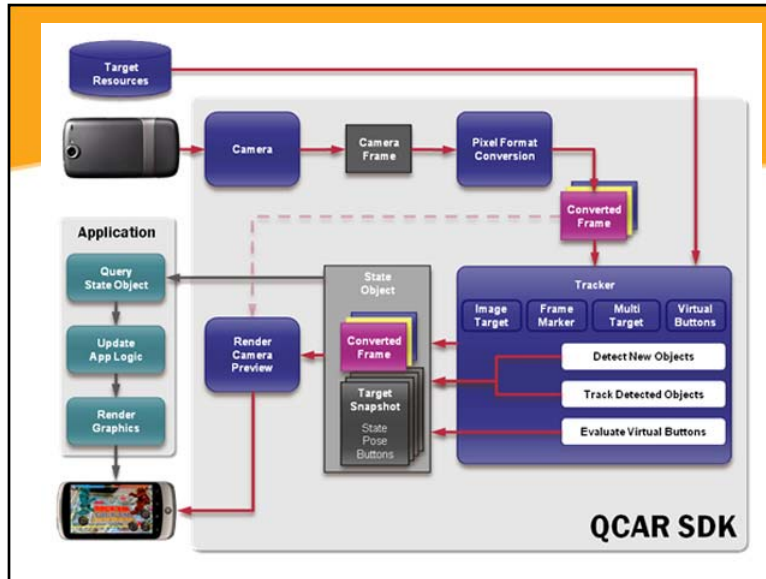 Target
Resources
Camera
Camera
Frame
Pixel Format
Conversion
Converted
Frame
Application
Query
State Object
Update
App Logic
Render
Graphics
Render
Camera
Preview
State
Object
Converted
Frame
Target
Snapshot
State
Pose
Buttons
Tracker
Image
Target
Frame
Marker
Multi
Target
Virtual
Buttons
Detect New Objects
Track Detected Objects
Evaluate Virtual Buttons
QCAR SDK